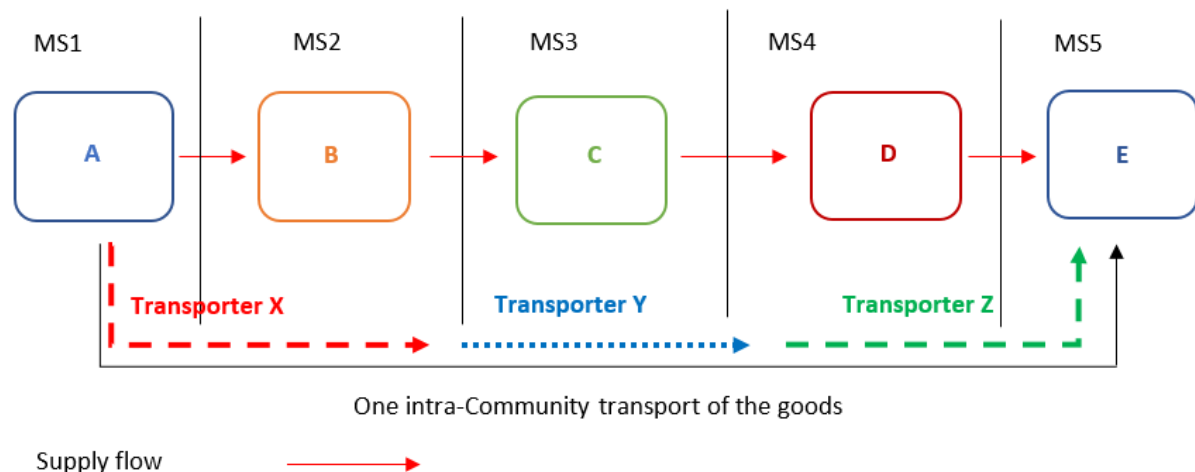 MS1 MS2 MS3 MS4 MS5
A B C D E
Transporter X Transporter Y Transporter Z
One intra-Community transport of the goods
Supply flow